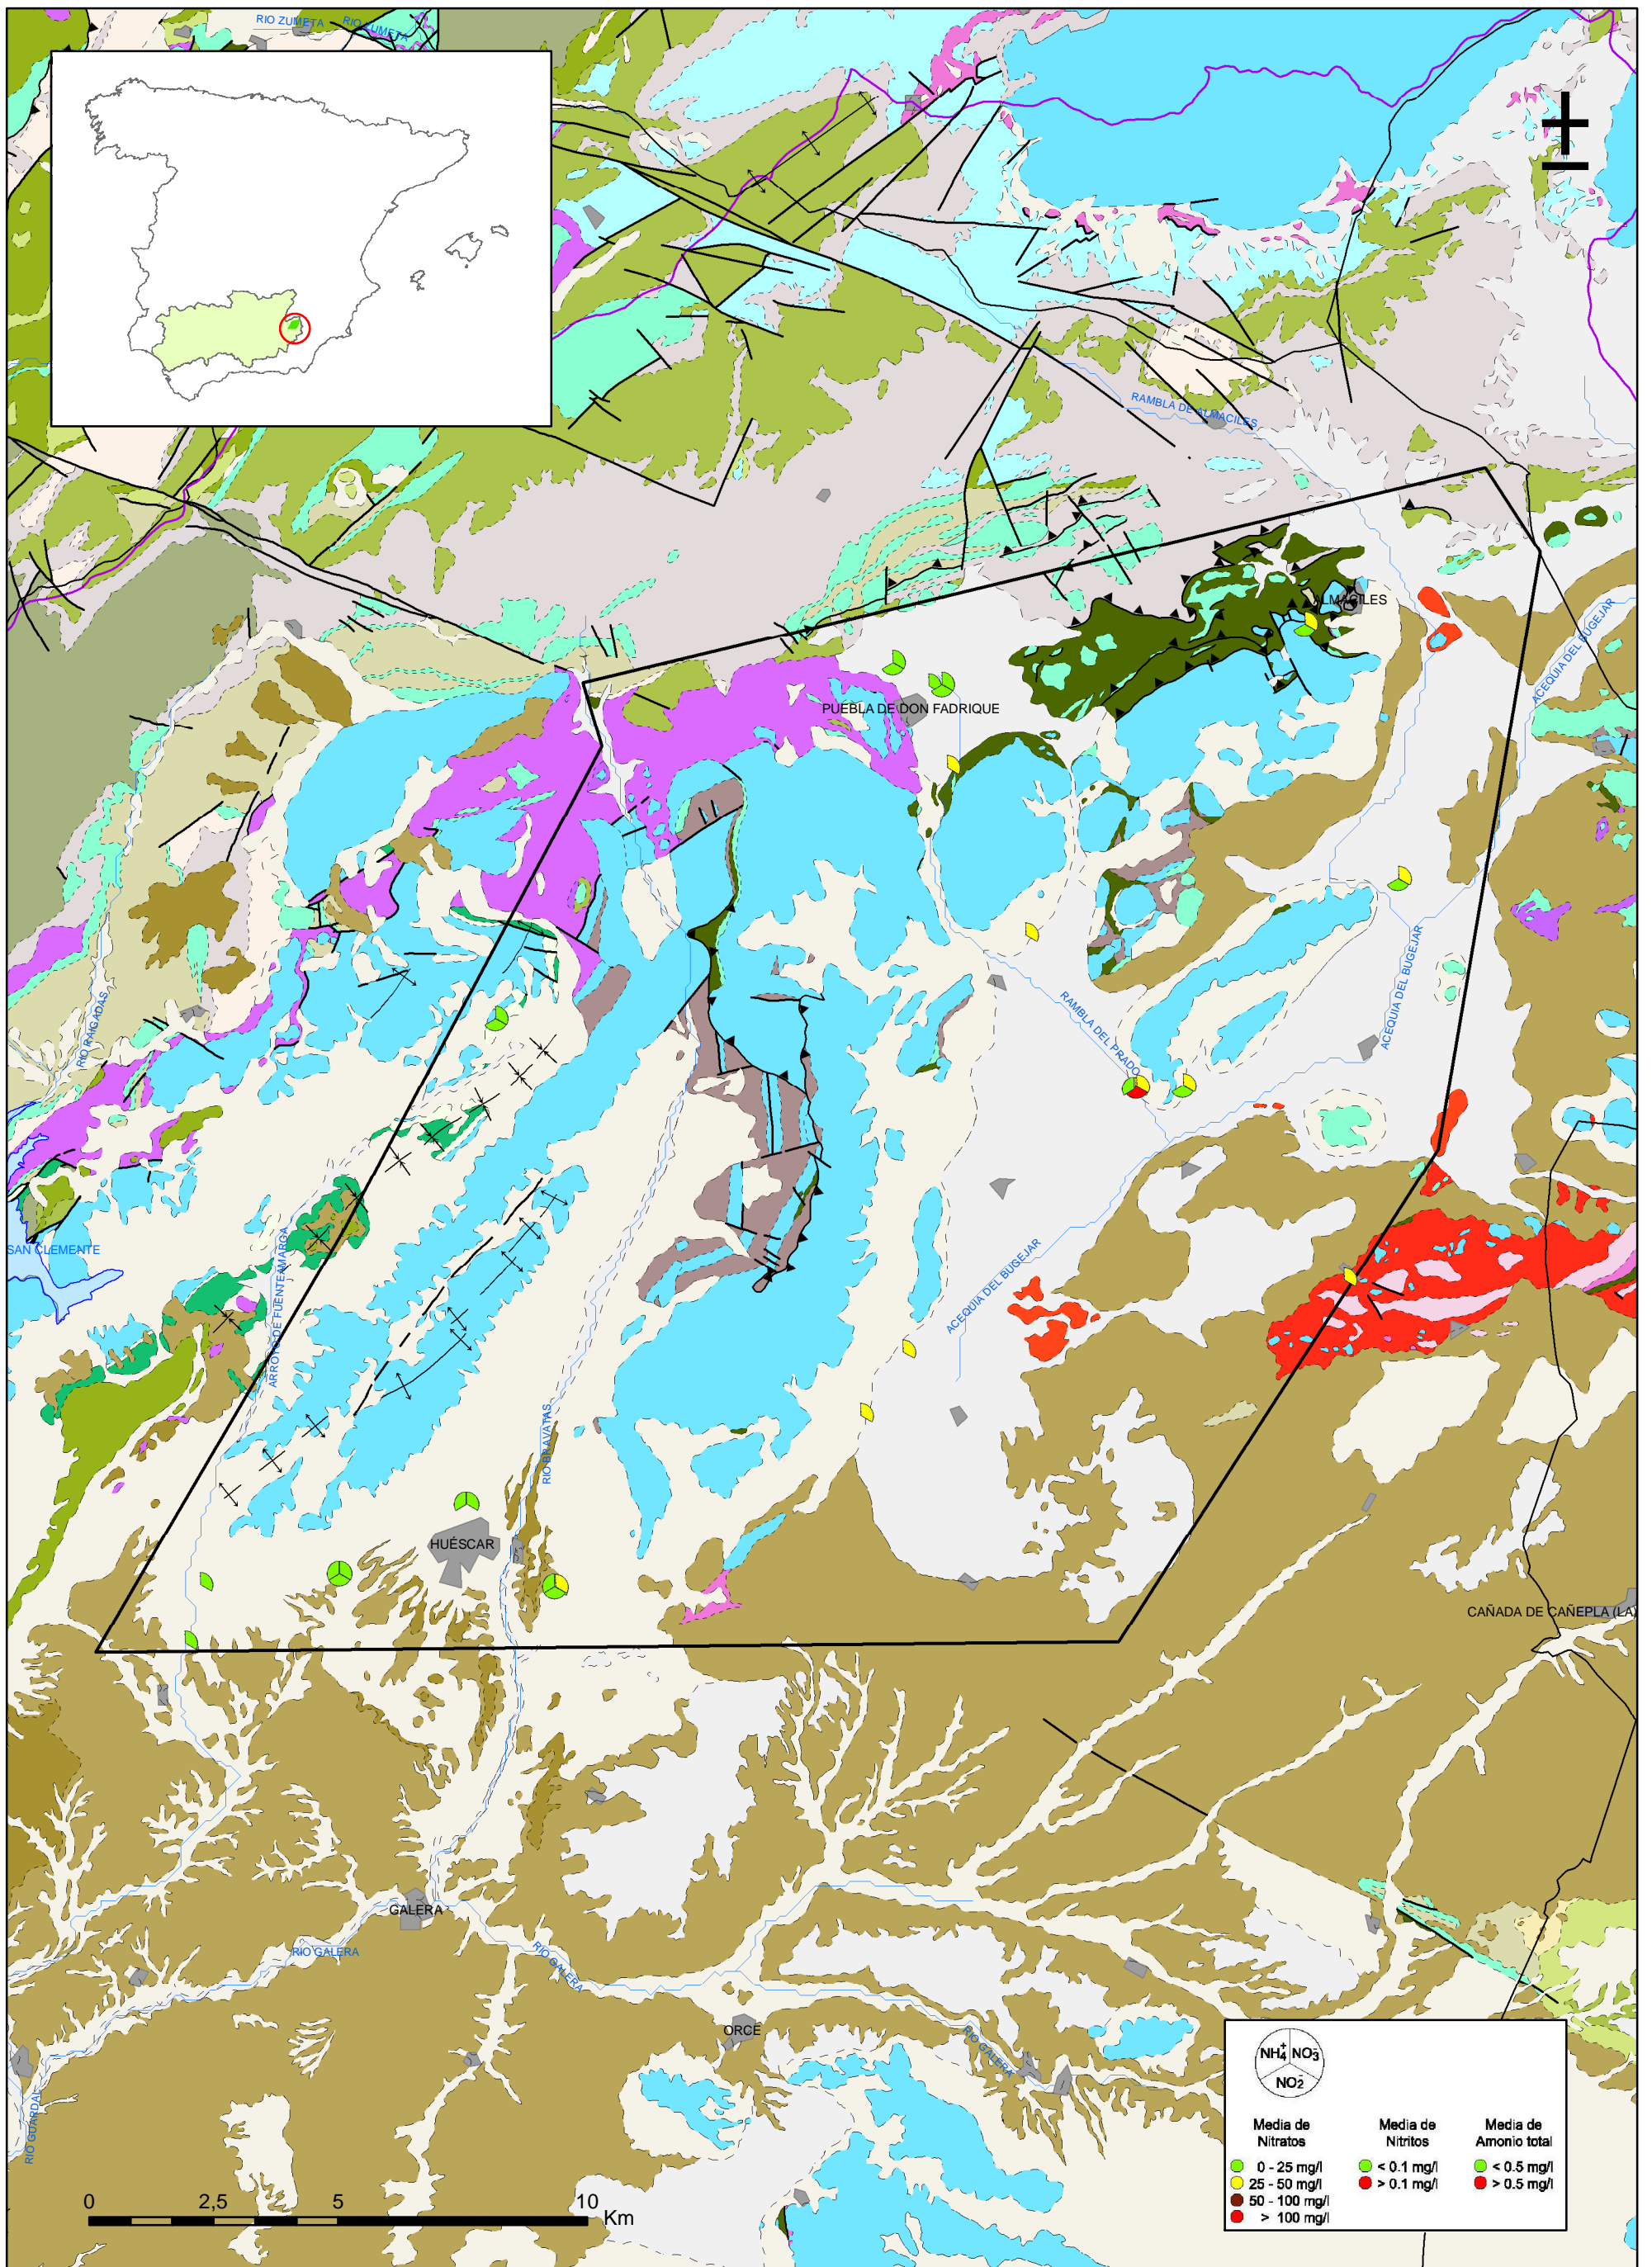 RIO ZUMETA
RIO ZUMETA
RAMBLA DE ALMACILES
ALMACILES
ACEQUIA DEL BUGEJAR
PUEBLA DE DON FADRIQUE
ACEQUIA DEL BUGEJAR
RIO RAIGADAS
RAMBLA DEL PRADO
SAN CLEMENTE
ARROYO DE FUENTEAMARGA
ACEQUIA DEL BUGEJAR
RIO BRAVATAS
HUÉSCAR
CAÑADA DE CAÑEPLA (LA)
GALERA
RIO GALERA
RIO GALERA
ORCE
RIO GALERA
RIO GUARDAL
NH4+ NO3-
NO2-
Media de Nitratos
0 - 25 mg/l
25 - 50 mg/l
50 - 100 mg/l
> 100 mg/l
Media de Nitritos
< 0.1 mg/l
> 0.1 mg/l
Media de Amonio total
< 0.5 mg/l
> 0.5 mg/l
0 2,5 5 10
Km